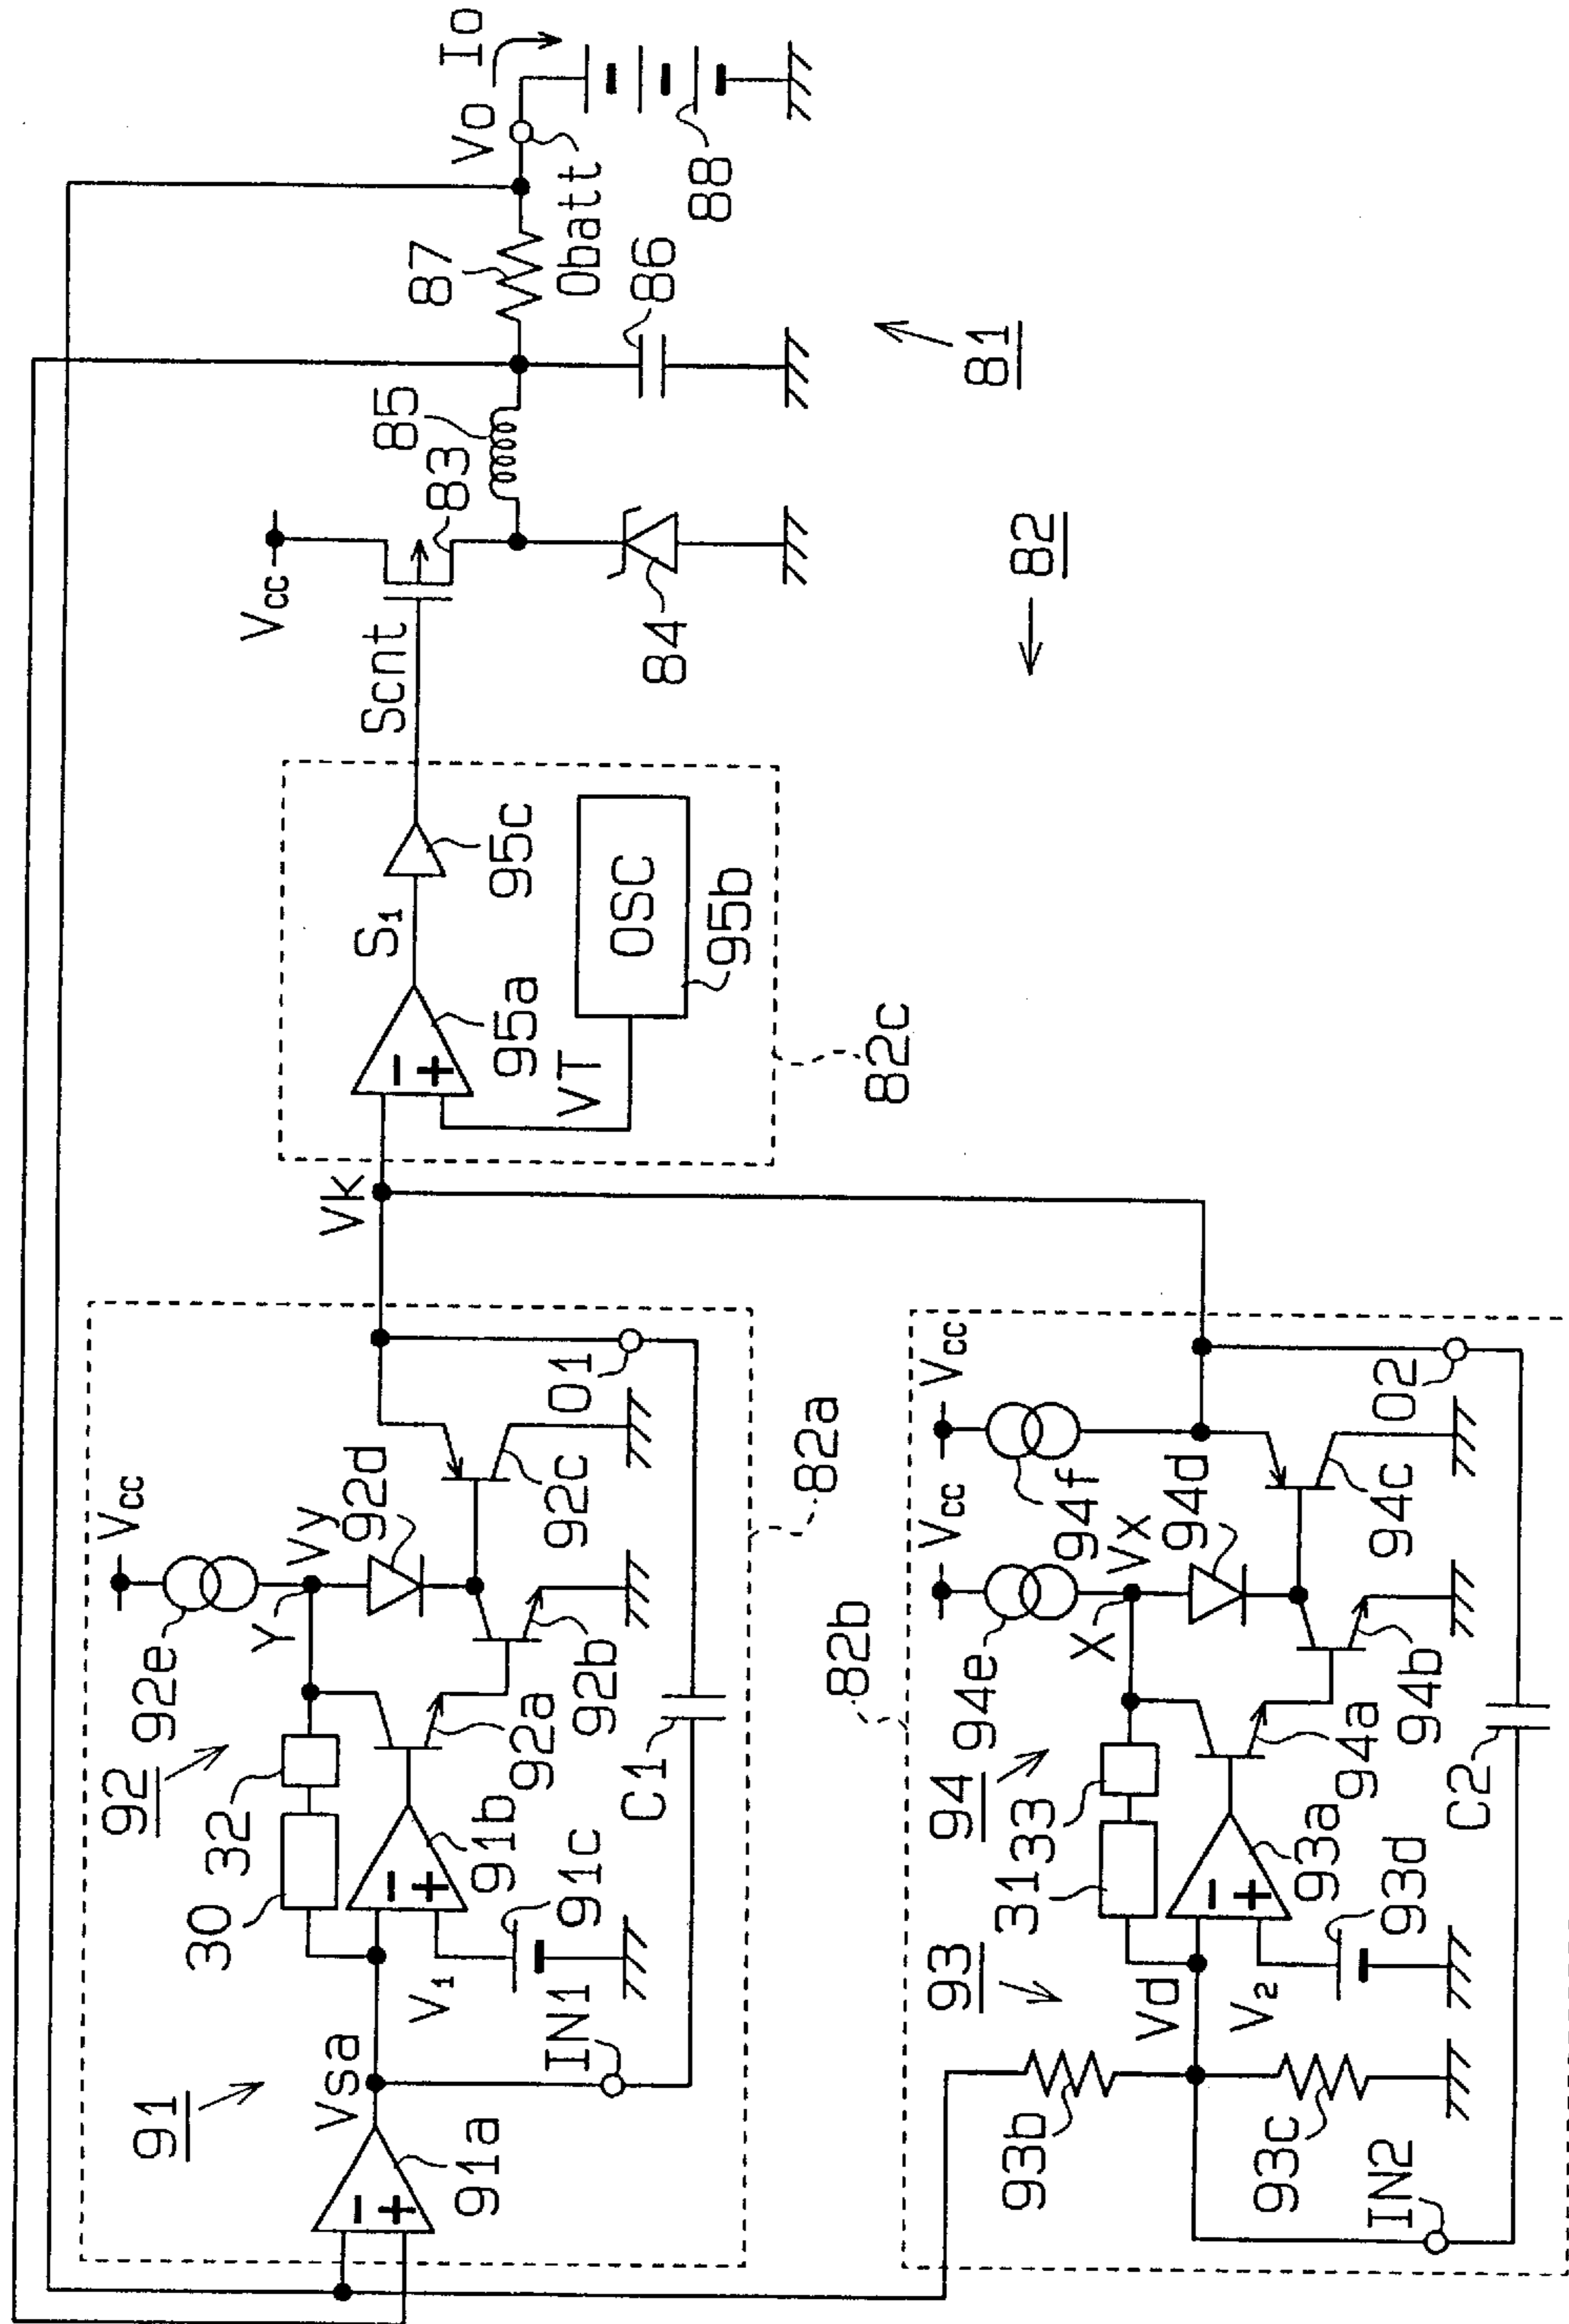 91
Vsa
91a
IN1
30
32
92
92e
Vcc
Y
Vy
92d
91b
V1
91c
92a
92b
92c
O1
C1
82a
VK
S1
95a
95c
VT
OSC
95b
82c
Scnt
Vcc
83
84
85
87
86
Vo
Io
Obatt
88
81
82
82b
93
93b
93c
IN2
Vd
V2
93d
93a
31
33
94
94e
X
Vx
Vcc
94f
Vcc
94d
94a
94b
94c
O2
C2
- +
- +
- +
- +